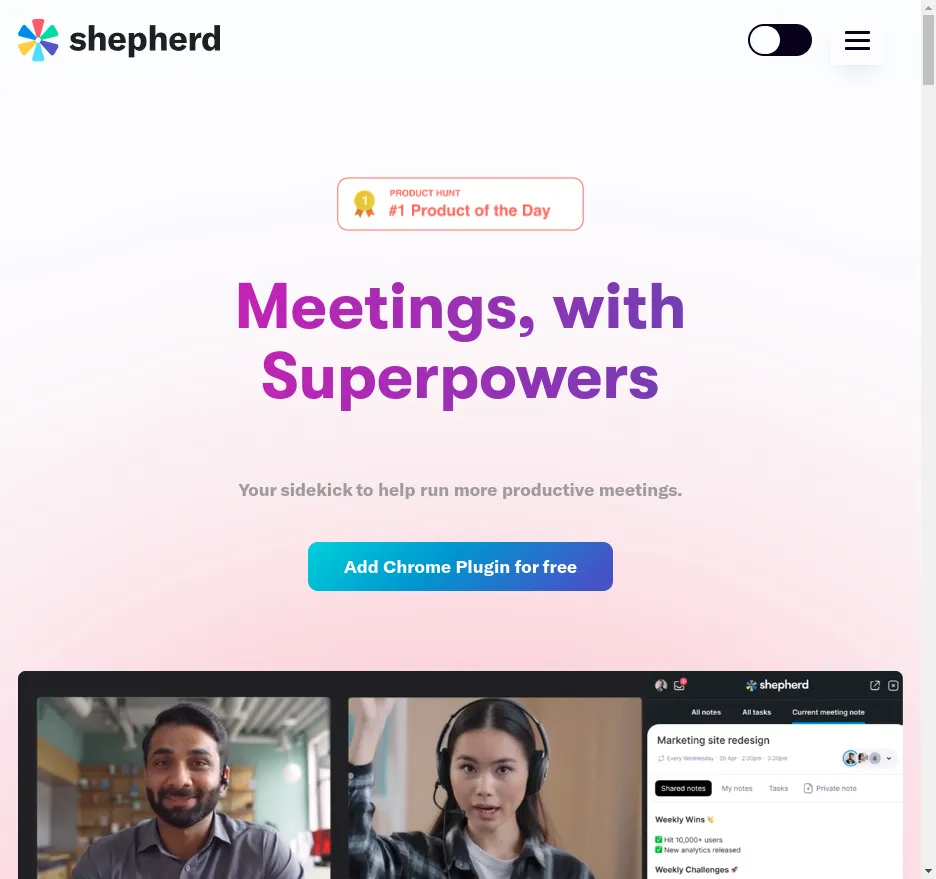 shepherd
PRODUCT HUNT
1
#1 Product of the Day
Meetings, with
Superpowers
Your sidekick to help run more productive meetings.
Add Chrome Plugin for free
shepherd
All notes All tasks Current meeting note
Marketing site redesign
Every Wednesday · 29 Apr · 2:30pm - 3:30pm
Shared notes My notes Tasks Private note
Weekly Wins 👏
✅ Hit 10,000+ users
✅ New analytics released
Weekly Challenges 🚀